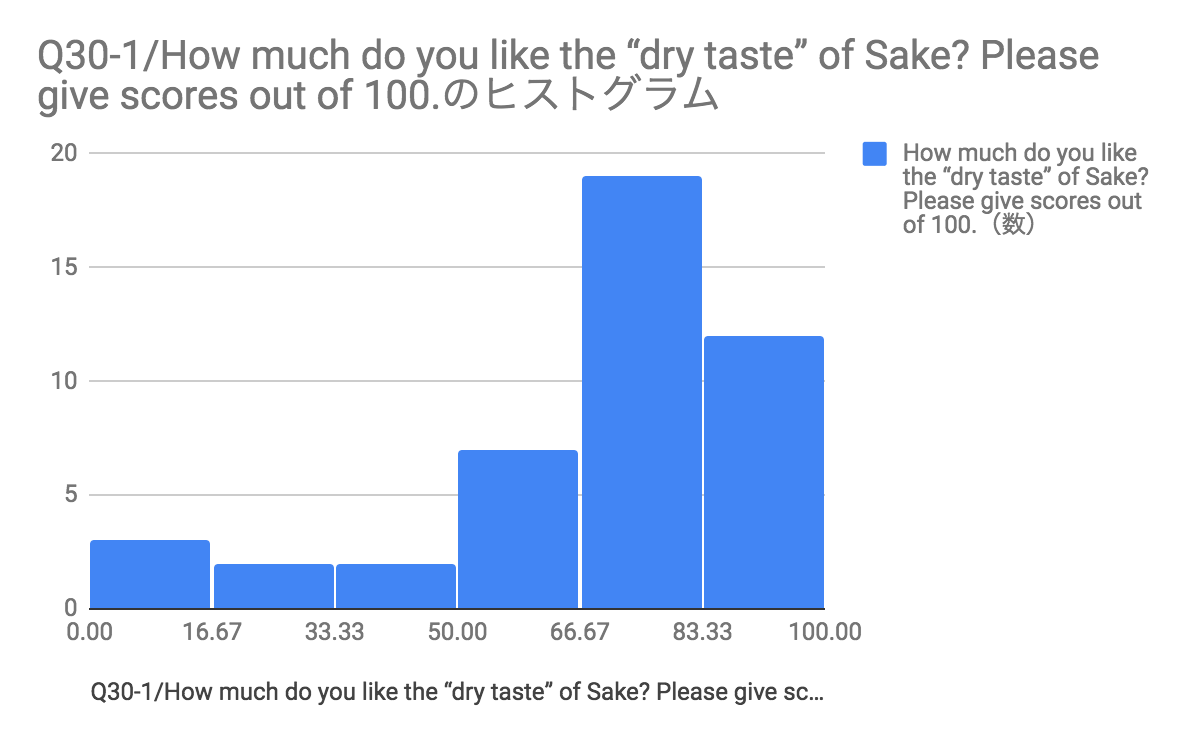 Q30-1/How much do you like the “dry taste” of Sake? Please
give scores out of 100.のヒストグラム
20
15
10
5
0
0.00
16.67
33.33
50.00
66.67
83.33
100.00
How much do you like
the “dry taste” of Sake?
Please give scores out
of 100.（数）
Q30-1/How much do you like the “dry taste” of Sake? Please give sc...